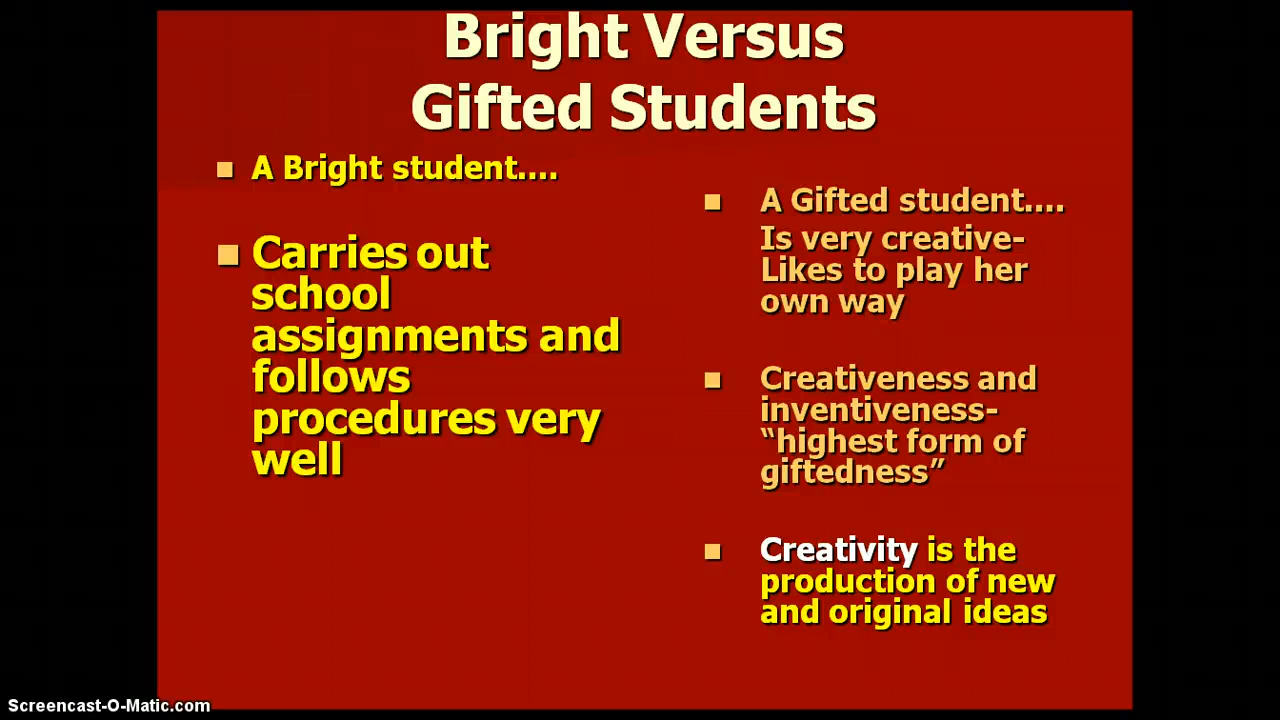 Bright Versus
Gifted Students
■ A Bright student....
■ Carries out
school
assignments and
follows
procedures very
well
■ A Gifted student....
Is very creative-
Likes to play her
own way
■ Creativeness and
inventiveness-
“highest form of
giftedness”
■ Creativity is the
production of new
and original ideas
Screencast-O-Matic.com